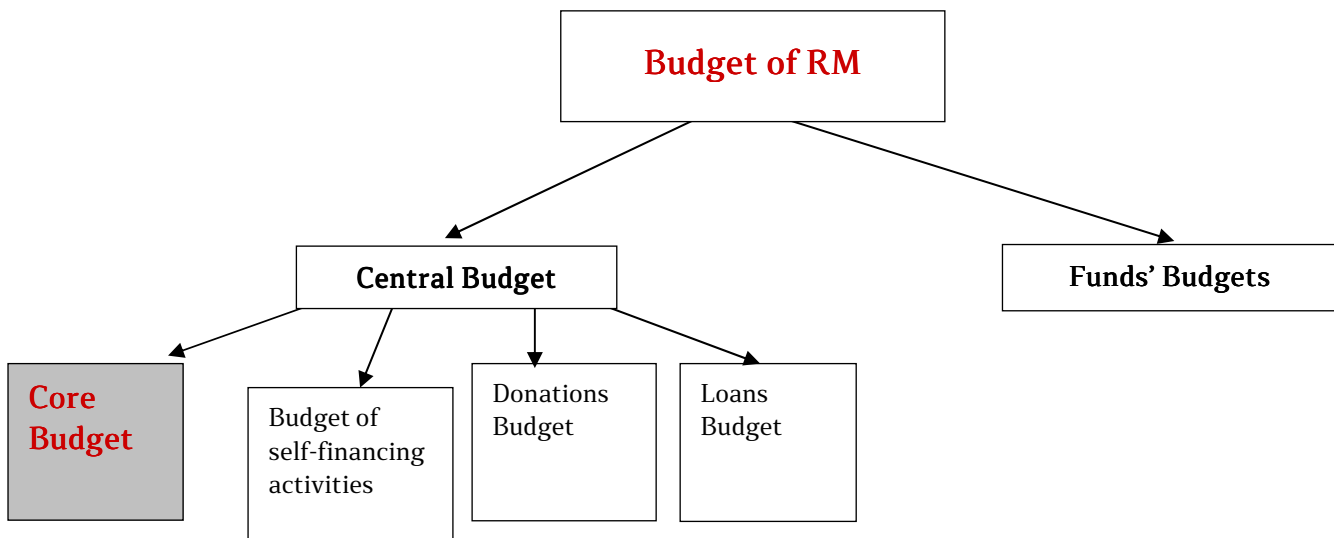 Budget of RM
Central Budget
Funds’ Budgets
Core
Budget
Budget of
self-financing
activities
Donations
Budget
Loans
Budget